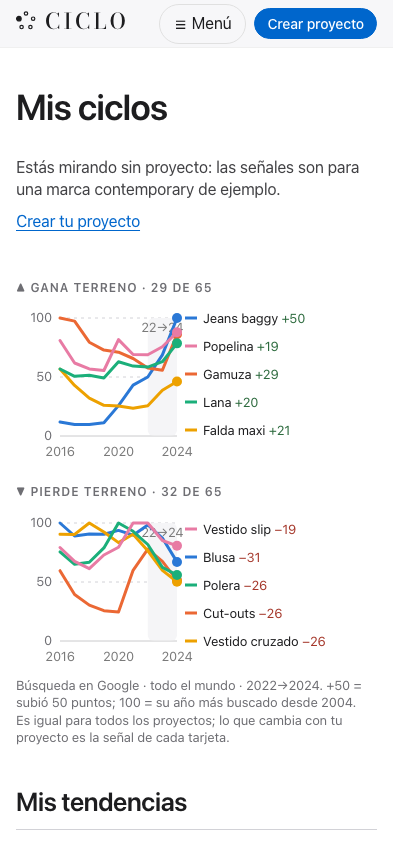 CICLO
≡ Menú
Crear proyecto
Mis ciclos
Estás mirando sin proyecto: las señales son para
una marca contemporary de ejemplo.
Crear tu proyecto
▲ GANA TERRENO · 29 DE 65
100
50
0
2016
2020
2024
22→24
Jeans baggy +50
Popelina +19
Gamuza +29
Lana +20
Falda maxi +21
▼ PIERDE TERRENO · 32 DE 65
100
50
0
2016
2020
2024
22→24
Vestido slip −19
Blusa −31
Polera −26
Cut-outs −26
Vestido cruzado −26
Búsqueda en Google · todo el mundo · 2022→2024. +50 =
subió 50 puntos; 100 = su año más buscado desde 2004.
Es igual para todos los proyectos; lo que cambia con tu
proyecto es la señal de cada tarjeta.
Mis tendencias